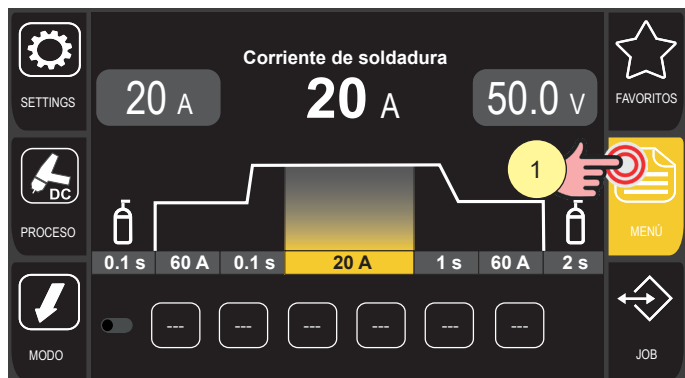 SETTINGS
DC
PROCESO
MODO
Corriente de soldadura
20 A
20 A
50.0 V
1
0.1 s
60 A
0.1 s
20 A
1 s
60 A
2 s
---
---
---
---
---
---
FAVORITOS
MENÚ
JOB